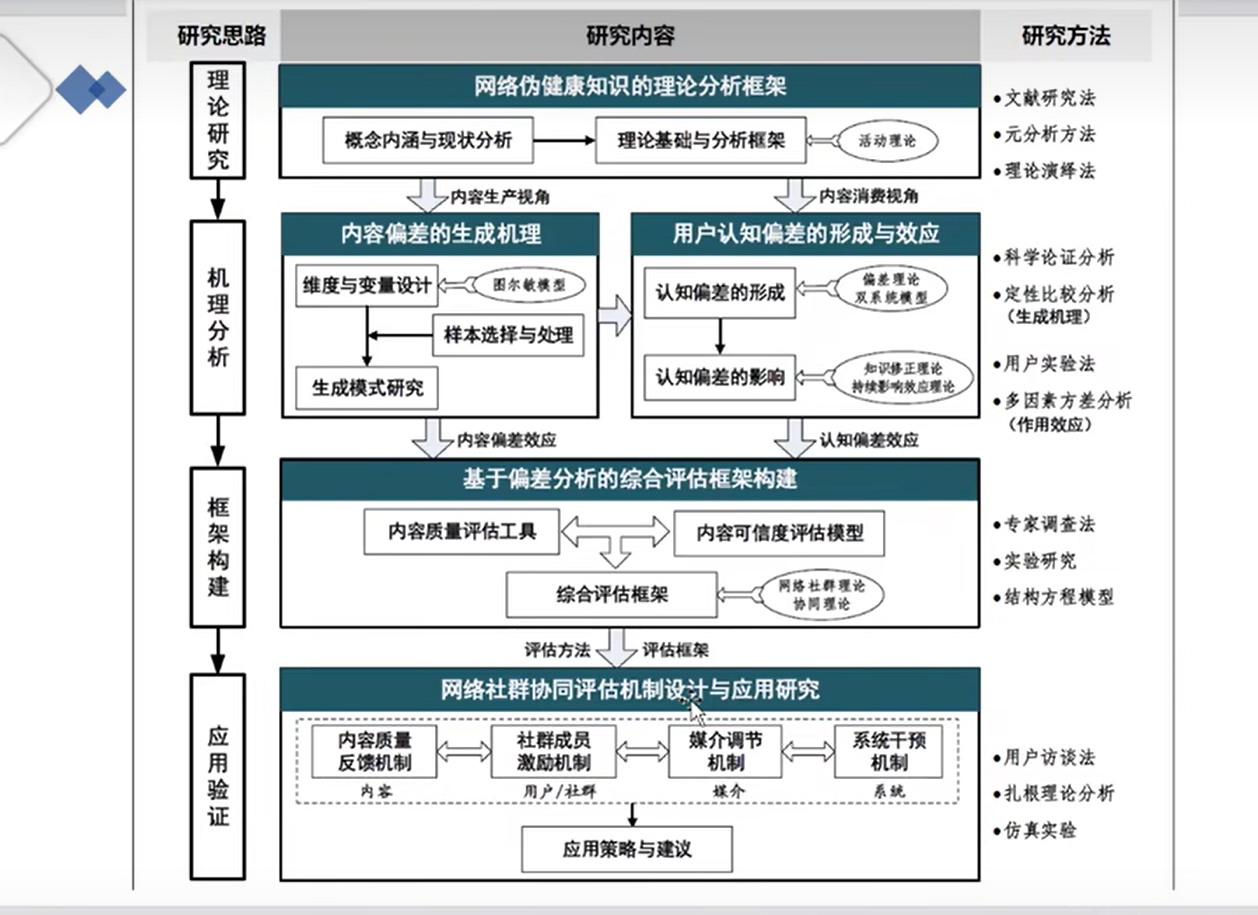 研究思路
研究内容
研究方法
理论研究
网络伪健康知识的理论分析框架
概念内涵与现状分析
理论基础与分析框架
活动理论
•文献研究法
•元分析方法
•理论演绎法
内容生产视角
内容消费视角
机理分析
内容偏差的生成机理
维度与变量设计
图尔敏模型
样本选择与处理
生成模式研究
用户认知偏差的形成与效应
认知偏差的形成
偏差理论
双系统模型
认知偏差的影响
知识修正理论
持续影响效应理论
•科学论证分析
•定性比较分析
（生成机理）
•用户实验法
•多因素方差分析
（作用效应）
内容偏差效应
认知偏差效应
框架构建
基于偏差分析的综合评估框架构建
内容质量评估工具
内容可信度评估模型
综合评估框架
网络社群理论
协同理论
•专家调查法
•实验研究
•结构方程模型
评估方法
评估框架
应用验证
网络社群协同评估机制设计与应用研究
内容质量
反馈机制
内容
社群成员
激励机制
用户/社群
媒介调节
机制
媒介
系统干预
机制
系统
应用策略与建议
•用户访谈法
•扎根理论分析
•仿真实验